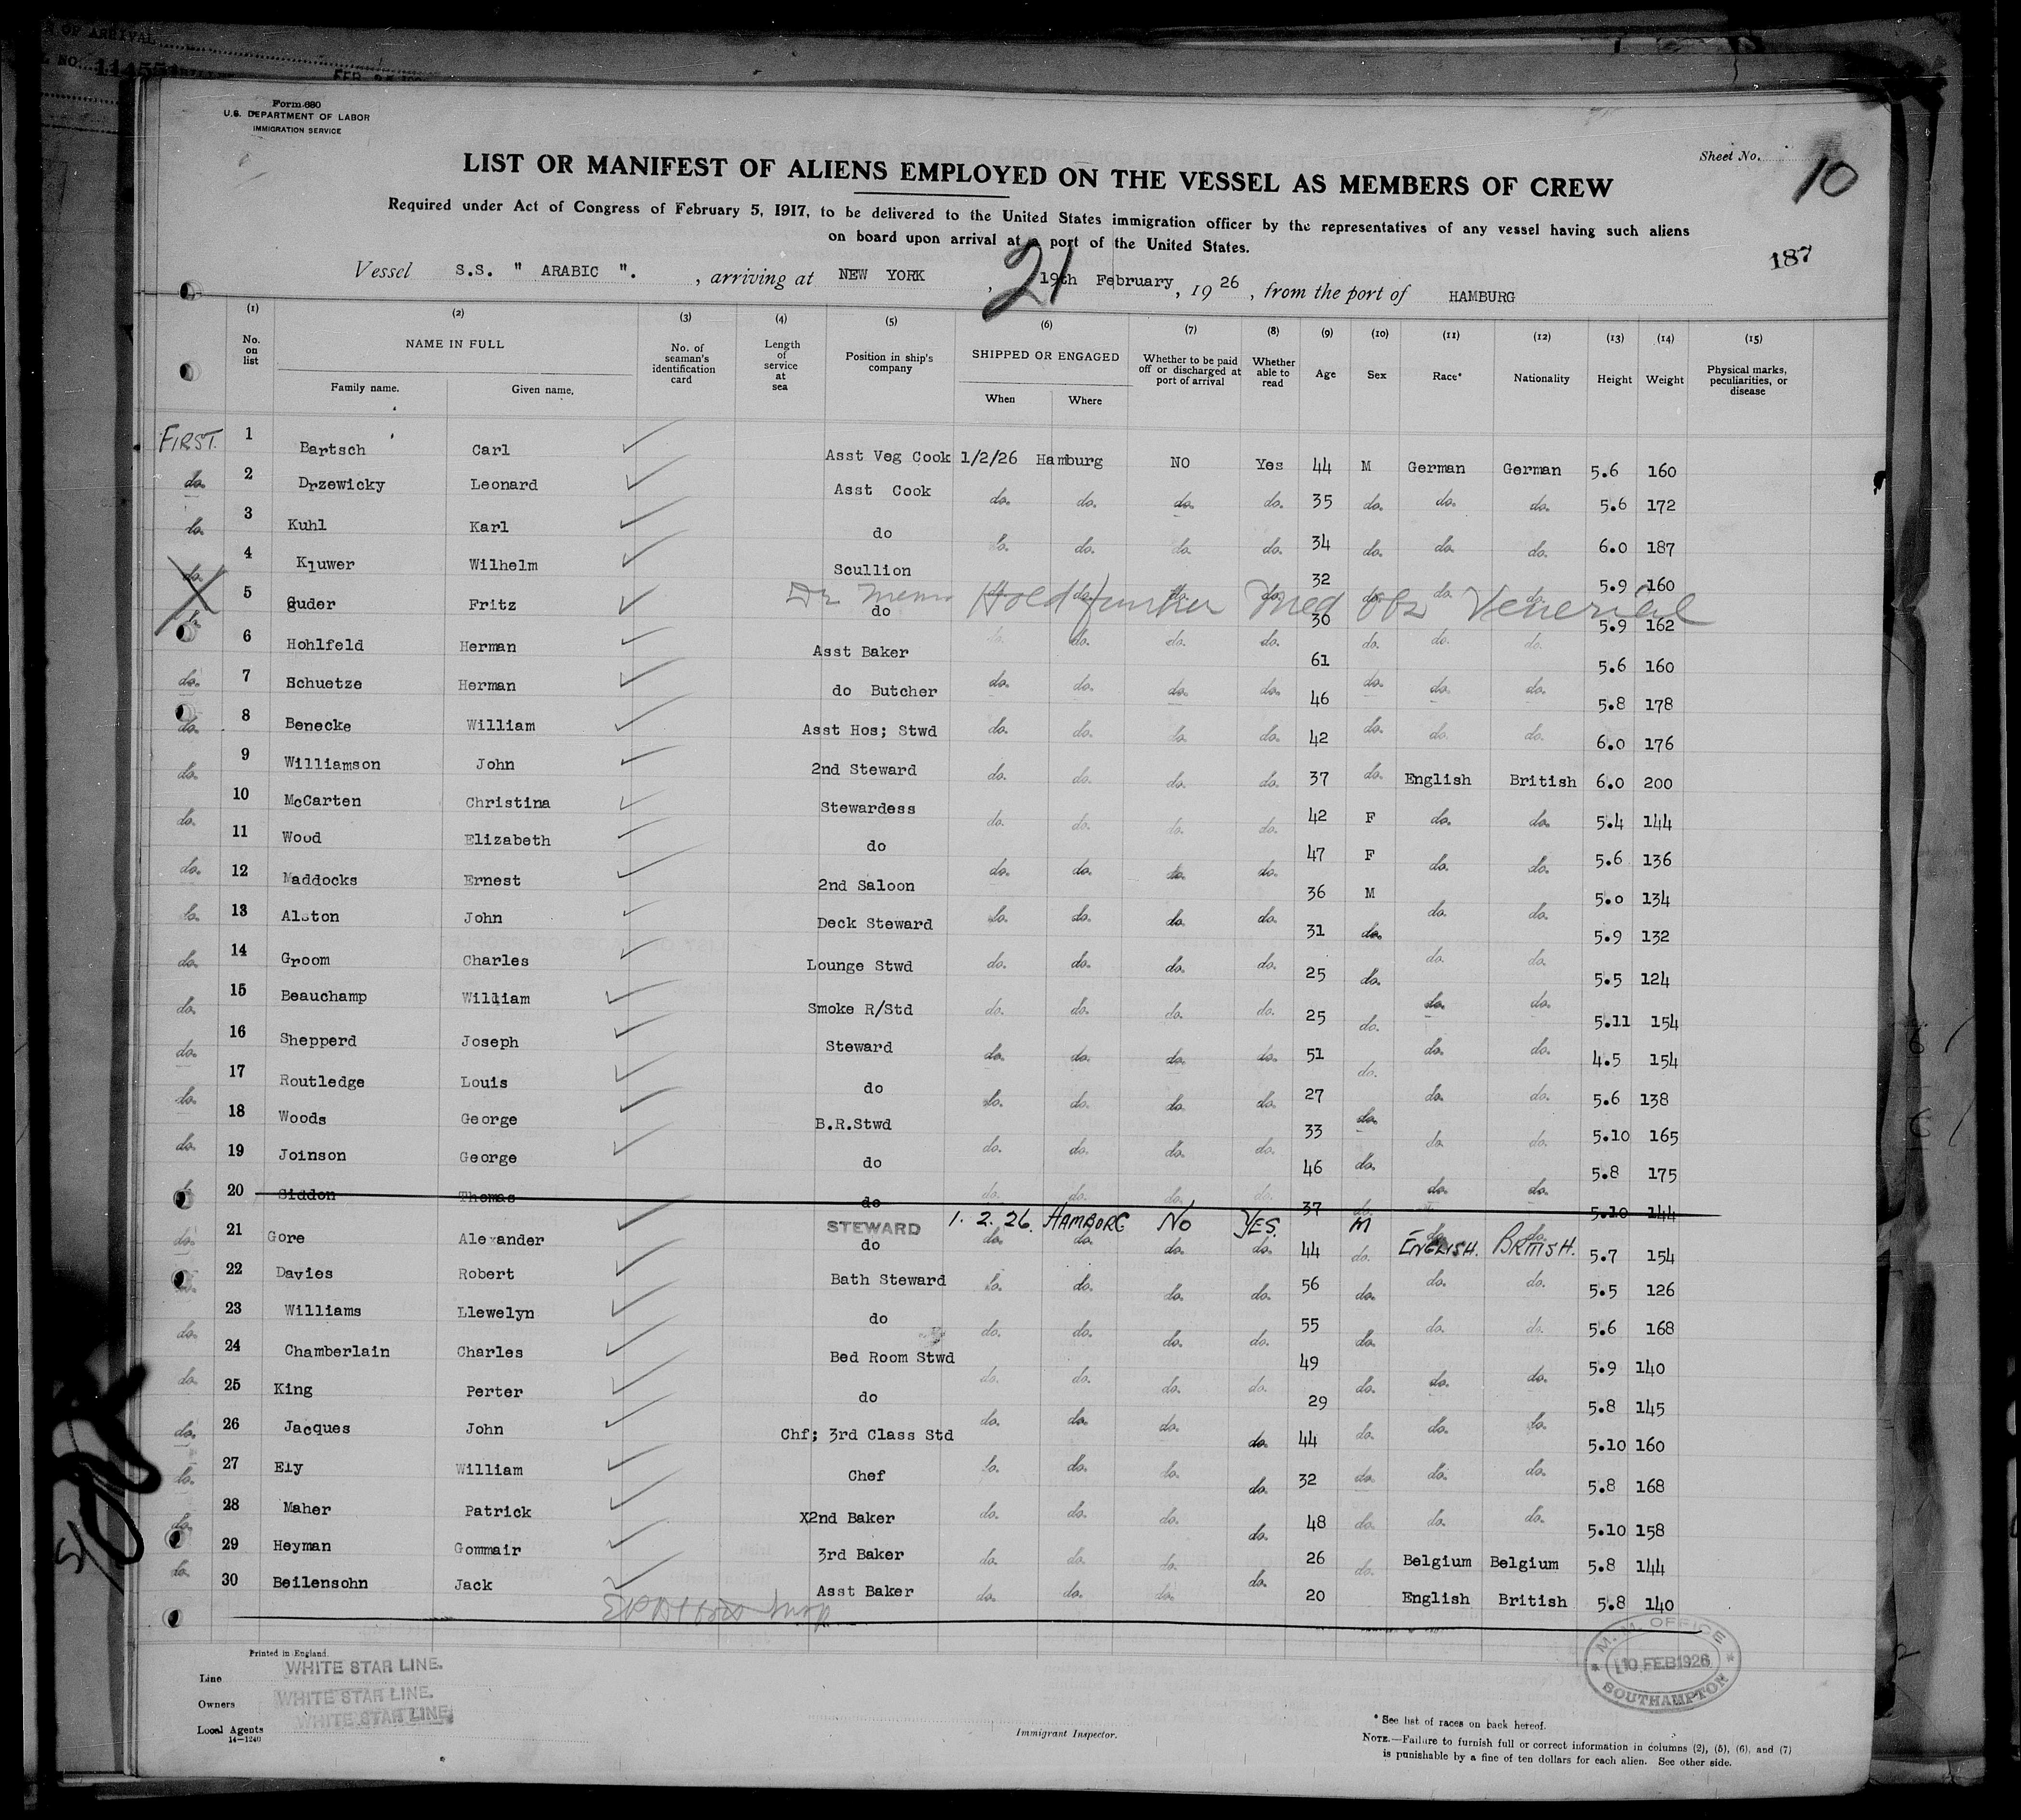 OF ARRIVAL
NO. 114551
FEB
Form 680
U.S. DEPARTMENT OF LABOR
IMMIGRATION SERVICE
Sheet No. 10
LIST OR MANIFEST OF ALIENS EMPLOYED ON THE VESSEL AS MEMBERS OF CREW
Required under Act of Congress of February 5, 1917, to be delivered to the United States immigration officer by the representatives of any vessel having such aliens
on board upon arrival at a port of the United States.
187
Vessel S.S. " ARABIC ". , arriving at NEW YORK , 21 19th February, 19 26 , from the port of HAMBURG
(1) (2) (3) (4) (5) (6) (7) (8) (9) (10) (11) (12) (13) (14) (15)
No. on list NAME IN FULL Family name. Given name. No. of seaman's identification card Length of service at sea Position in ship's company SHIPPED OR ENGAGED When Where Whether to be paid off or discharged at port of arrival Whether able to read Age Sex Race* Nationality Height Weight Physical marks, peculiarities, or disease
FIRST. 1 Bartsch Carl Asst Veg Cook 1/2/26 Hamburg NO Yes 44 M German German 5.6 160
do. 2 Drzewicky Leonard Asst Cook do. do. do. do. 35 do. do. do. 5.6 172
do. 3 Kuhl Karl do do. do. do. do. 34 do. do. do. 6.0 187
do. 4 Kluwer Wilhelm Scullion do. do. do. 32 do. do. do. 5.9 160
5 Guder Fritz do do. do. do. 30 do. do. do. 5.9 162
Hold further Med Obs Venereal
6 Hohlfeld Herman Asst Baker do. do. do. do. 61 do. 5.6 160
do. 7 Schuetze Herman do Butcher do. do. do. do. 46 do. do. do. 5.8 178
do. 8 Benecke William Asst Hos; Stwd do. do. do. do. 42 do. do. do. 6.0 176
do. 9 Williamson John 2nd Steward do. do. do. do. 37 do. English British 6.0 200
do. 10 McCarten Christina Stewardess do. do. do. do. 42 F do. do. 5.4 144
do. 11 Wood Elizabeth do do. do. do. do. 47 F do. do. 5.6 136
do. 12 Maddocks Ernest 2nd Saloon do. do. do. do. 36 M do. do. 5.0 134
do. 13 Alston John Deck Steward do. do. do. do. 31 do. do. do. 5.9 132
do. 14 Groom Charles Lounge Stwd do. do. do. do. 25 do. do. do. 5.5 124
do. 15 Beauchamp William Smoke R/Std do. do. do. do. 25 do. do. do. 5.11 154
do. 16 Shepperd Joseph Steward do. do. do. do. 51 do. do. do. 4.5 154
do. 17 Routledge Louis do do. do. do. do. 27 do. do. do. 5.6 138
do. 18 Woods George B.R.Stwd do. do. do. do. 33 do. do. do. 5.10 165
19 Joinson George do do. do. do. do. 46 do. do. do. 5.8 175
20 Siddon Thomas do 37 do. 5.10 144
STEWARD 1. 2. 26. HAMBURG NO YES. M ENGLISH. BRITISH.
do. 21 Gore Alexander do do. do. do. do. 44 do. do. do. 5.7 154
do. 22 Davies Robert Bath Steward do. do. do. do. 56 do. do. do. 5.5 126
do. 23 Williams Llewelyn do do. do. do. do. 55 do. do. do. 5.6 168
do. 24 Chamberlain Charles Bed Room Stwd do. do. do. do. 49 do. do. do. 5.9 140
do. 25 King Perter do do. do. do. 29 do. do. do. 5.8 145
do. 26 Jacques John Chf; 3rd Class Std do. do. do. do. 44 do. do. do. 5.10 160
do. 27 Ely William Chef do. do. do. do. 32 do. do. do. 5.8 168
do. 28 Maher Patrick X2nd Baker do. do. do. do. 48 do. do. do. 5.10 158
do. 29 Heyman Gommair 3rd Baker do. do. do. do. 26 do. Belgium Belgium 5.8 144
30 Beilensohn Jack Asst Baker do. do. do. 20 English British 5.8 140
Printed in England.
Line WHITE STAR LINE.
Owners WHITE STAR LINE.
Local Agents WHITE STAR LINE.
14—1240
Immigrant Inspector.
M. M. OFFICE
10 FEB 1926
SOUTHAMPTON
* See list of races on back hereof.
NOTE.—Failure to furnish full or correct information in columns (2), (5), (6), and (7)
is punishable by a fine of ten dollars for each alien. See other side.